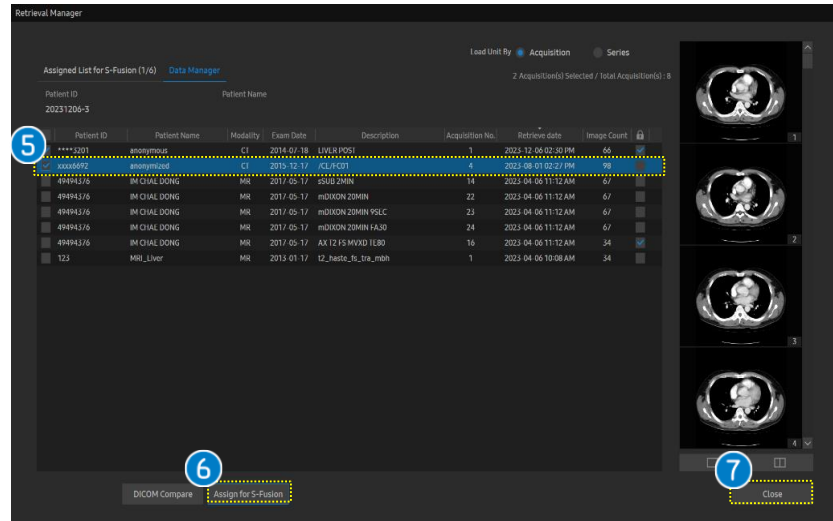 Retrieval Manager
Load Unit By Acquisition Series
Assigned List for S-Fusion (1/6) Data Manager
2 Acquisition(s) Selected / Total Acquisition(s) : 8
Patient ID Patient Name
20231206-3
5
Patient ID Patient Name Modality Exam Date Description Acquisition No. Retrieve date Image Count
****3201 anonymous CT 2014-07-18 LIVER POST 1 2023-12-06 02:30 PM 66
xxxx6692 anonymized CT 2015-12-17 /CE/FC01 4 2023-08-01 02:27 PM 98
49494376 IM CHAE DONG MR 2017-05-17 sSUB 2MIN 14 2023-04-06 11:12 AM 67
49494376 IM CHAE DONG MR 2017-05-17 mDIXON 20MIN 22 2023-04-06 11:12 AM 67
49494376 IM CHAE DONG MR 2017-05-17 mDIXON 20MIN 9SEC 23 2023-04-06 11:12 AM 67
49494376 IM CHAE DONG MR 2017-05-17 mDIXON 20MIN FA30 24 2023-04-06 11:12 AM 67
49494376 IM CHAE DONG MR 2017-05-17 AX T2 FS MVXD TE80 16 2023-04-06 11:12 AM 34
123 MRI_Liver MR 2013-01-17 t2_haste_fs_tra_mbh 1 2023-04-06 10:08 AM 34
1
2
3
4
6
7
DICOM Compare Assign for S-Fusion Close